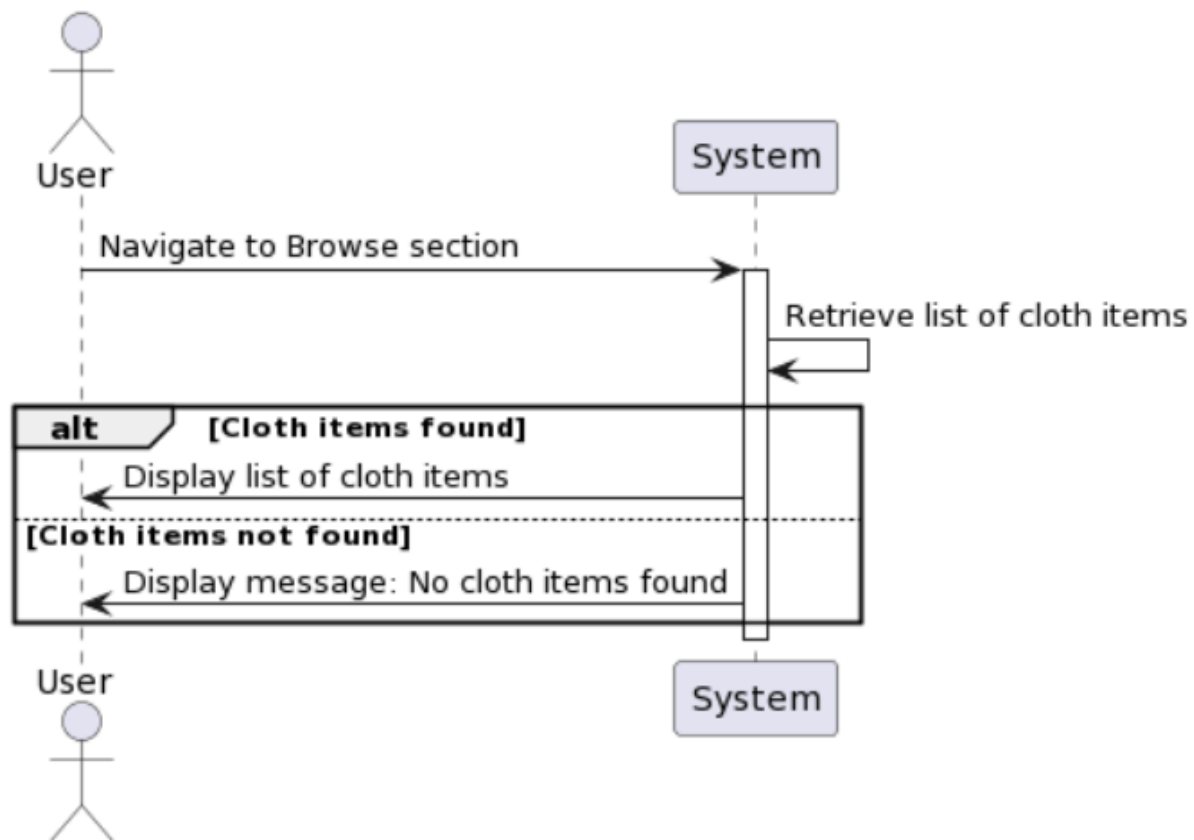 User
System
Navigate to Browse section
Retrieve list of cloth items
alt [Cloth items found]
Display list of cloth items
[Cloth items not found]
Display message: No cloth items found
User
System